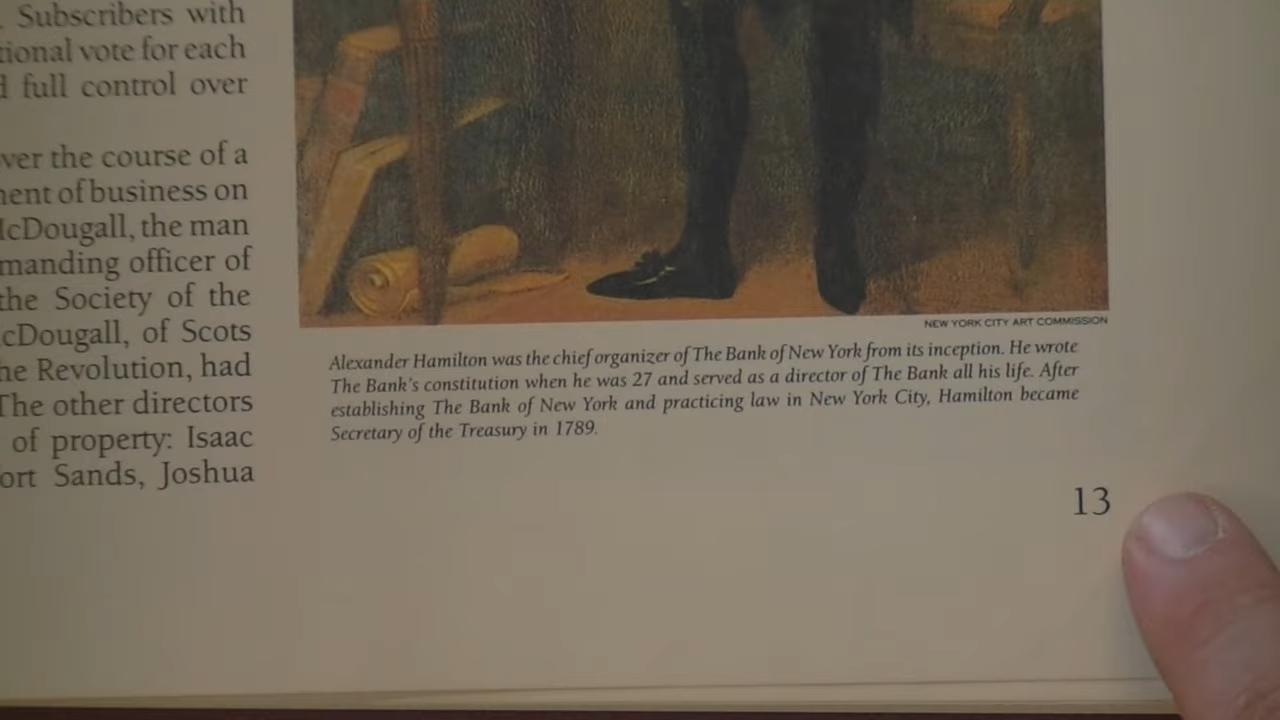 . Subscribers with
tional vote for each
d full control over
ver the course of a
nent of business on
McDougall, the man
manding officer of
the Society of the
cDougall, of Scots
he Revolution, had
The other directors
of property: Isaac
ort Sands, Joshua
NEW YORK CITY ART COMMISSION
Alexander Hamilton was the chief organizer of The Bank of New York from its inception. He wrote
The Bank's constitution when he was 27 and served as a director of The Bank all his life. After
establishing The Bank of New York and practicing law in New York City, Hamilton became
Secretary of the Treasury in 1789.
13